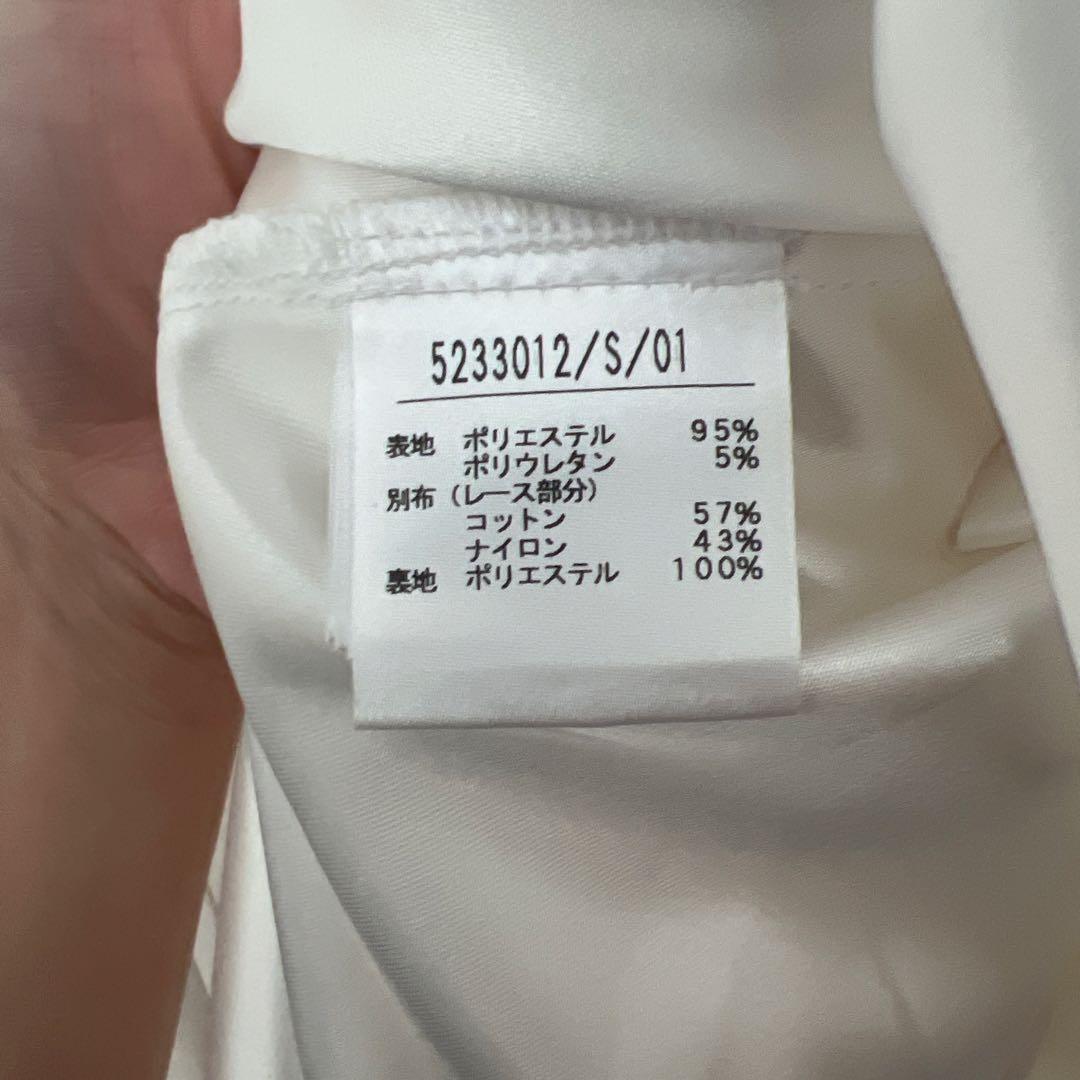 5233012/S/01
表地 ポリエステル 95%
ポリウレタン 5%
別布 (レース部分)
コットン 57%
ナイロン 43%
裏地 ポリエステル 100%